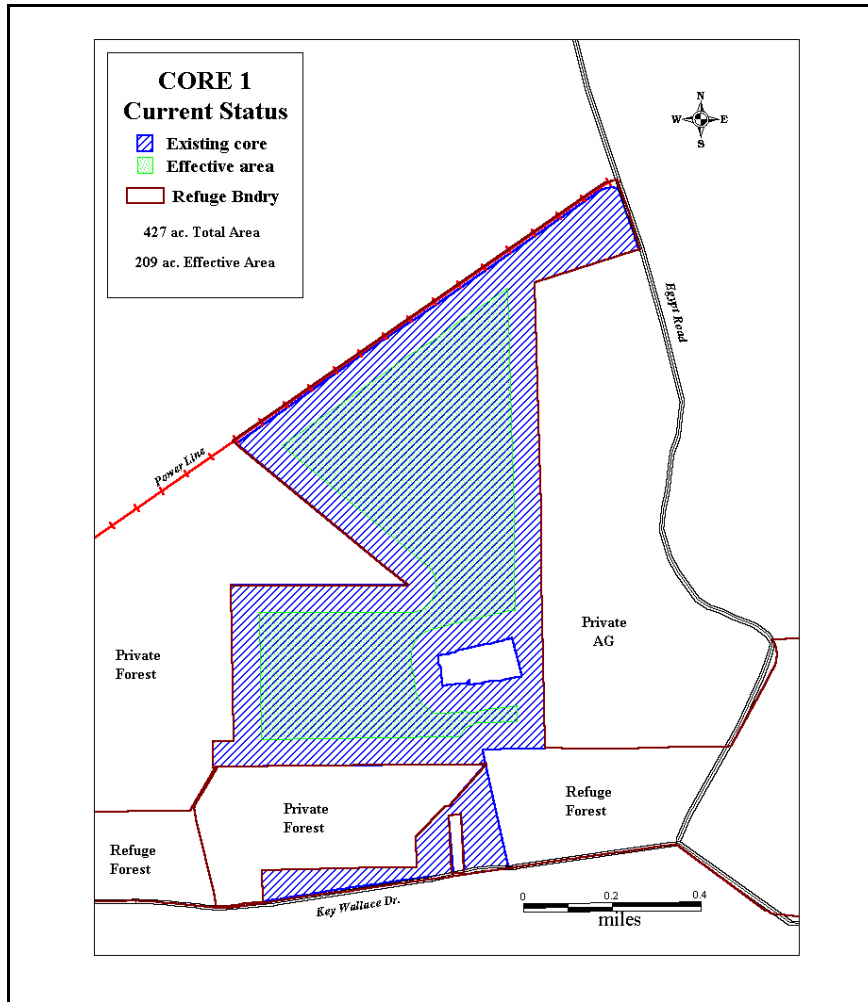 CORE 1
Current Status
Existing core
Effective area
Refuge Bndry
427 ac. Total Area
209 ac. Effective Area
N
W E
S
Egypt Road
Power Line
Private
Forest
Private
AG
Refuge
Forest
Private
Forest
Refuge
Forest
Key Wallace Dr.
0 0.2 0.4
miles